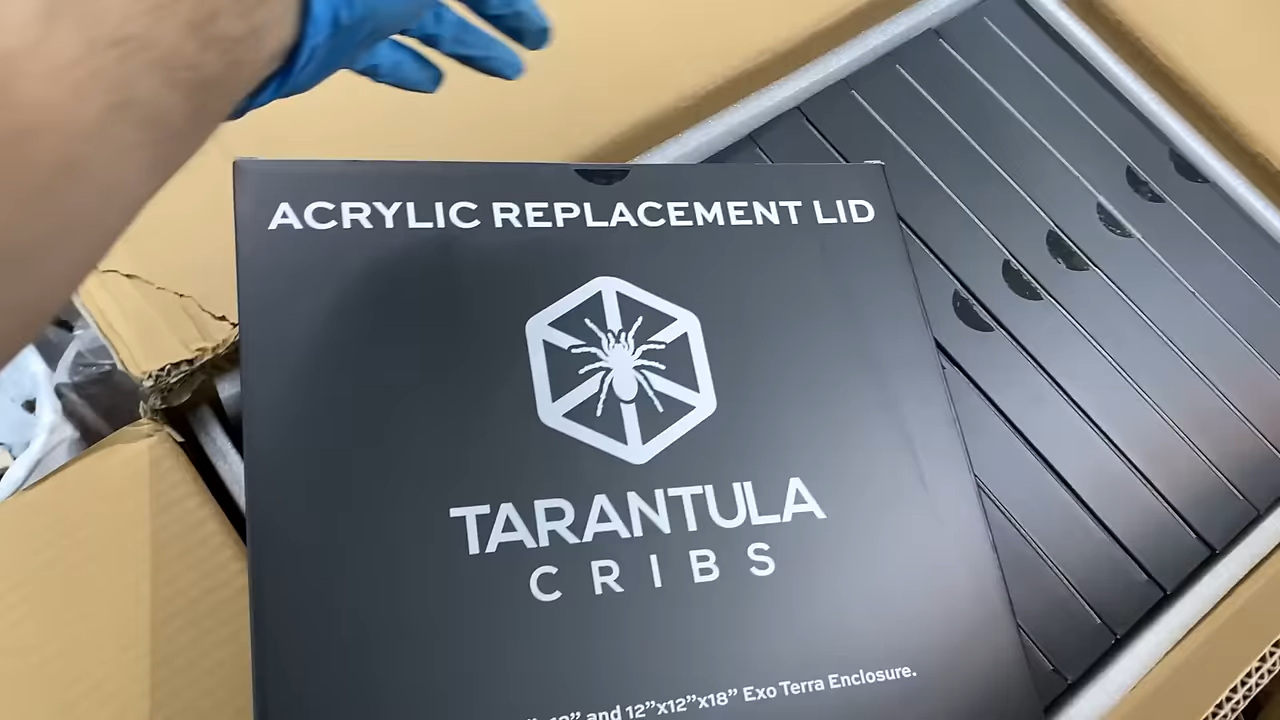 ACRYLIC REPLACEMENT LID
TARANTULA
CRIBS
and 12”x12”x18” Exo Terra Enclosure.